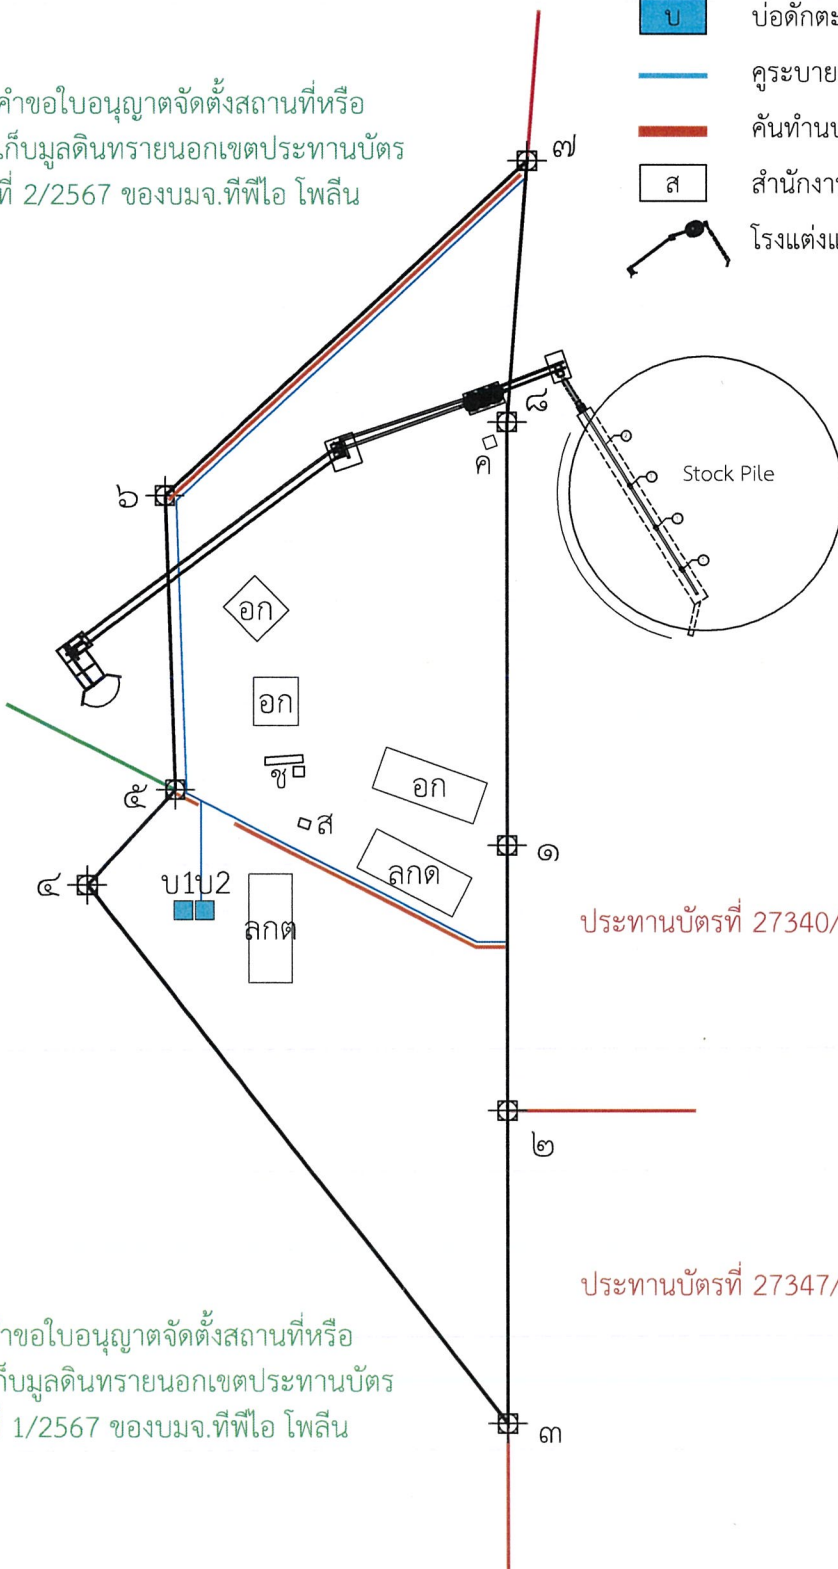 บ
บ่อดักตะ
คูระบาย
คันทำนบ
ส
สำนักงาน
โรงแต่งแ
คำขอใบอนุญาตจัดตั้งสถานที่หรือ
เก็บมูลดินทรายนอกเขตประทานบัตร
ที่ 2/2567 ของบมจ.ทีพีไอ โพลีน
๗
๘
ค
Stock Pile
๖
อก
อก
ช
อก
๕
ส
๑
ลกด
๔
บ1บ2
ลกต
ประทานบัตรที่ 27340/
๒
ประทานบัตรที่ 27347/
ำขอใบอนุญาตจัดตั้งสถานที่หรือ
ก็บมูลดินทรายนอกเขตประทานบัตร
1/2567 ของบมจ.ทีพีไอ โพลีน
๓